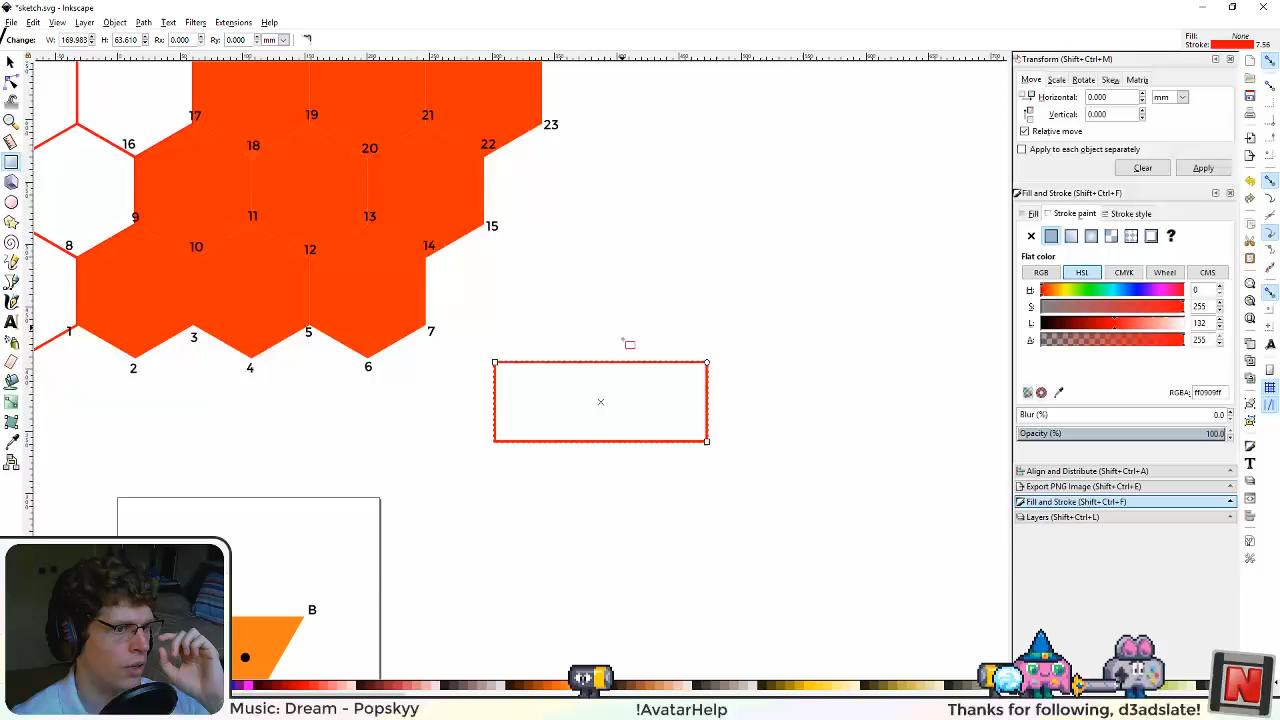 *sketch.svg - Inkscape
File Edit View Layer Object Path Text Filters Extensions Help
Change: W: 169.983 H: 63.610 Rx: 0.000 Ry: 0.000 mm
Fill: None
Stroke: 7.56
Transform (Shift+Ctrl+M)
Move Scale Rotate Skew Matrix
Horizontal: 0.000 mm
Vertical: 0.000
Relative move
Apply to each object separately
Clear Apply
Fill and Stroke (Shift+Ctrl+F)
Fill Stroke paint Stroke style
Flat color
RGB HSL CMYK Wheel CMS
H: 0
S: 255
L: 132
A: 255
RGBA: ff0909ff
Blur (%) 0.0
Opacity (%) 100.0
Align and Distribute (Shift+Ctrl+A)
Export PNG Image (Shift+Ctrl+E)
Fill and Stroke (Shift+Ctrl+F)
Layers (Shift+Ctrl+L)
17 19 21 23
16 18 20 22
9 11 13 15
8 10 12 14
1 3 5 7
2 4 6
B
N
Music: Dream - Popskyy
!AvatarHelp
Thanks for following, d3adslate!